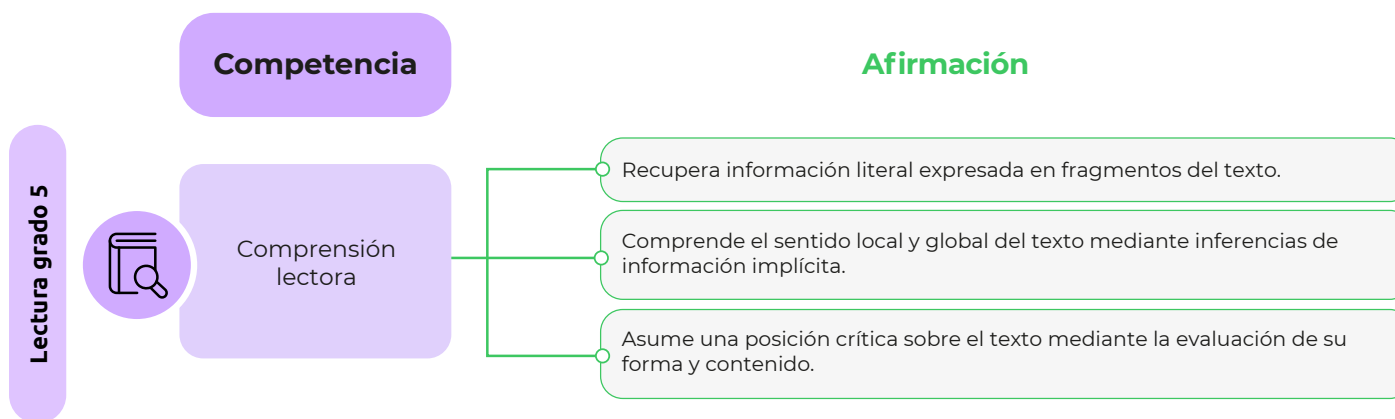 Competencia
Afirmación
Lectura grado 5
Comprensión
lectora
Recupera información literal expresada en fragmentos del texto.
Comprende el sentido local y global del texto mediante inferencias de
información implícita.
Asume una posición crítica sobre el texto mediante la evaluación de su
forma y contenido.